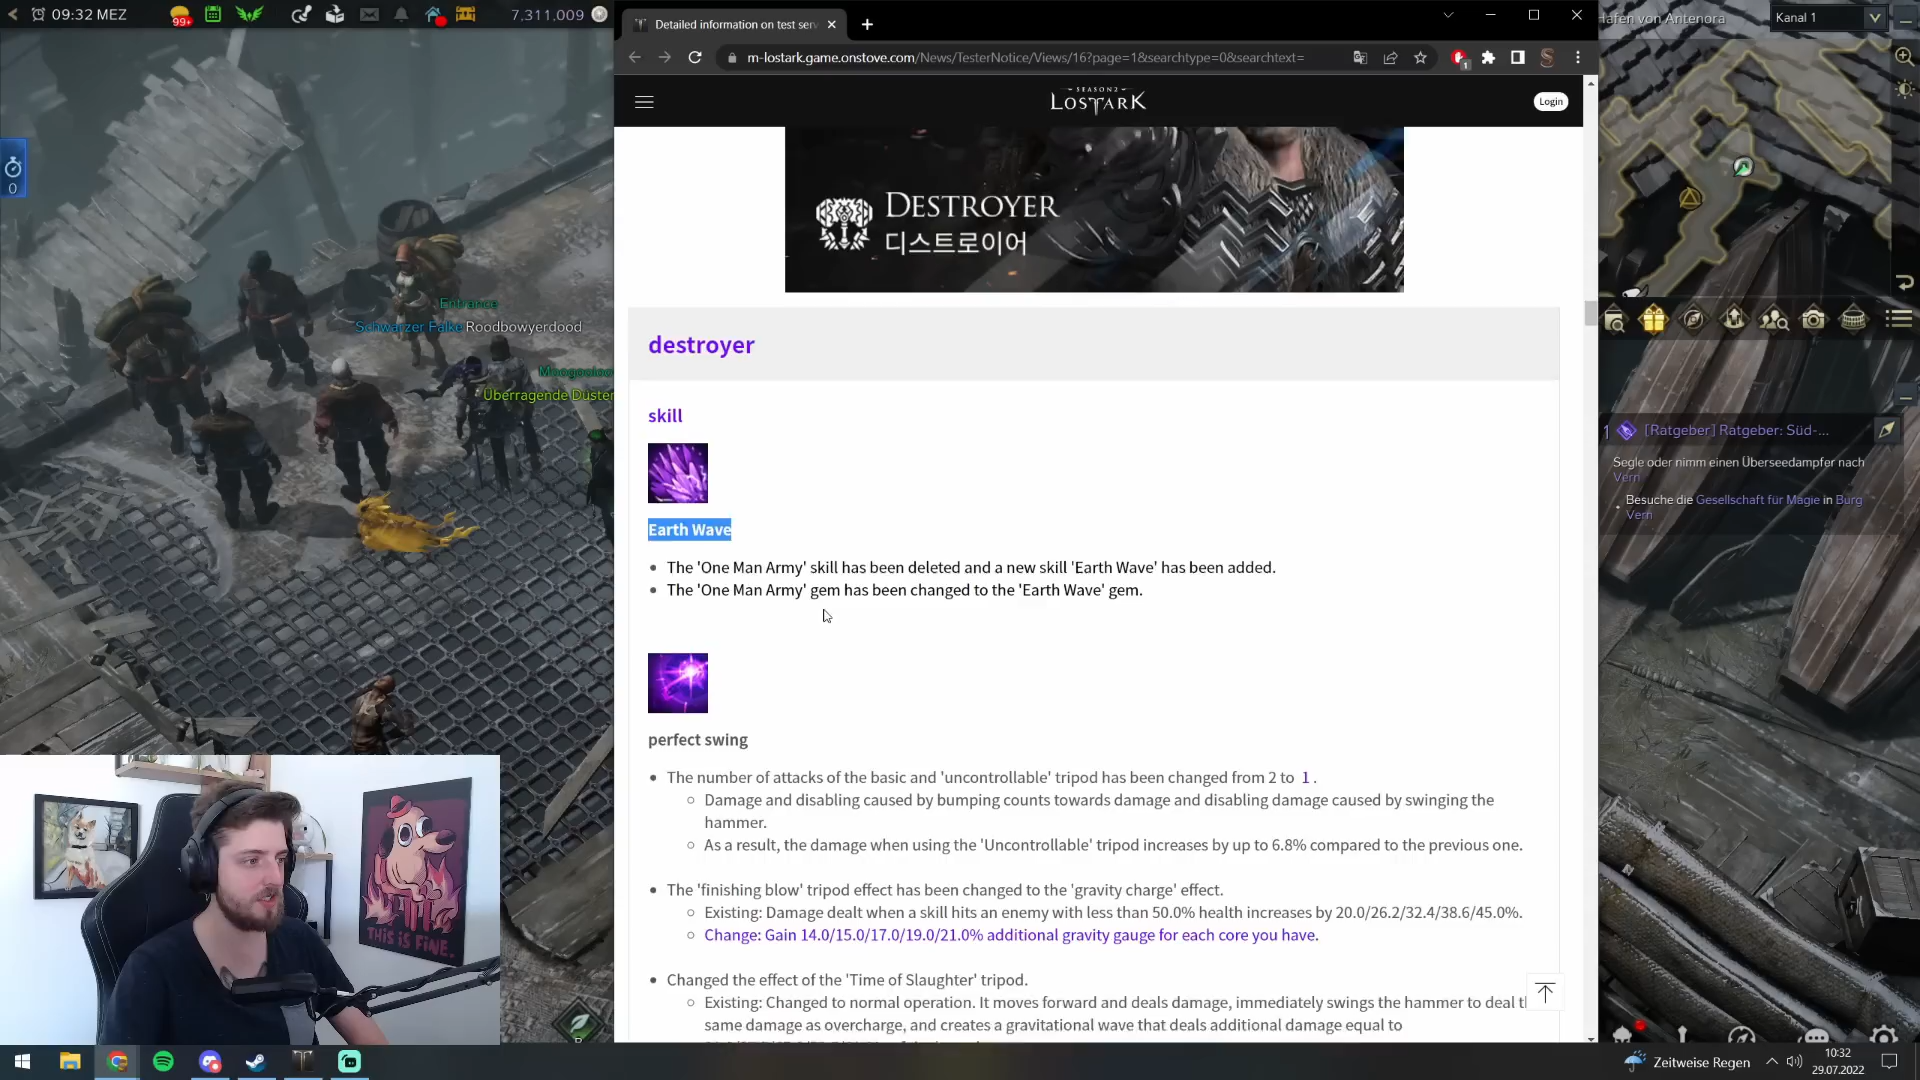 09:32 MEZ
99+
7,311,009
0
Entrance
Schwarzer Falke Roodbowyerdood
Überragende Düster
THIS IS FINE.
Detailed information on test serv
m-lostark.game.onstove.com/News/TesterNotice/Views/16?page=1&searchtype=0&searchtext=
1
SEASON2
LOSTARK
Login
DESTROYER
디스트로이어
destroyer
skill
Earth Wave
The 'One Man Army' skill has been deleted and a new skill 'Earth Wave' has been added.
The 'One Man Army' gem has been changed to the 'Earth Wave' gem.
perfect swing
The number of attacks of the basic and 'uncontrollable' tripod has been changed from 2 to 1 .
Damage and disabling caused by bumping counts towards damage and disabling damage caused by swinging the
hammer.
As a result, the damage when using the 'Uncontrollable' tripod increases by up to 6.8% compared to the previous one.
The 'finishing blow' tripod effect has been changed to the 'gravity charge' effect.
Existing: Damage dealt when a skill hits an enemy with less than 50.0% health increases by 20.0/26.2/32.4/38.6/45.0%.
Change: Gain 14.0/15.0/17.0/19.0/21.0% additional gravity gauge for each core you have.
Changed the effect of the 'Time of Slaughter' tripod.
Existing: Changed to normal operation. It moves forward and deals damage, immediately swings the hammer to deal t
same damage as overcharge, and creates a gravitational wave that deals additional damage equal to
Hafen von Antenora
Kanal 1
1
[Ratgeber] Ratgeber: Süd-...
Segle oder nimm einen Überseedampfer nach
Vern
Besuche die Gesellschaft für Magie in Burg
Vern
Zeitweise Regen
10:32
29.07.2022